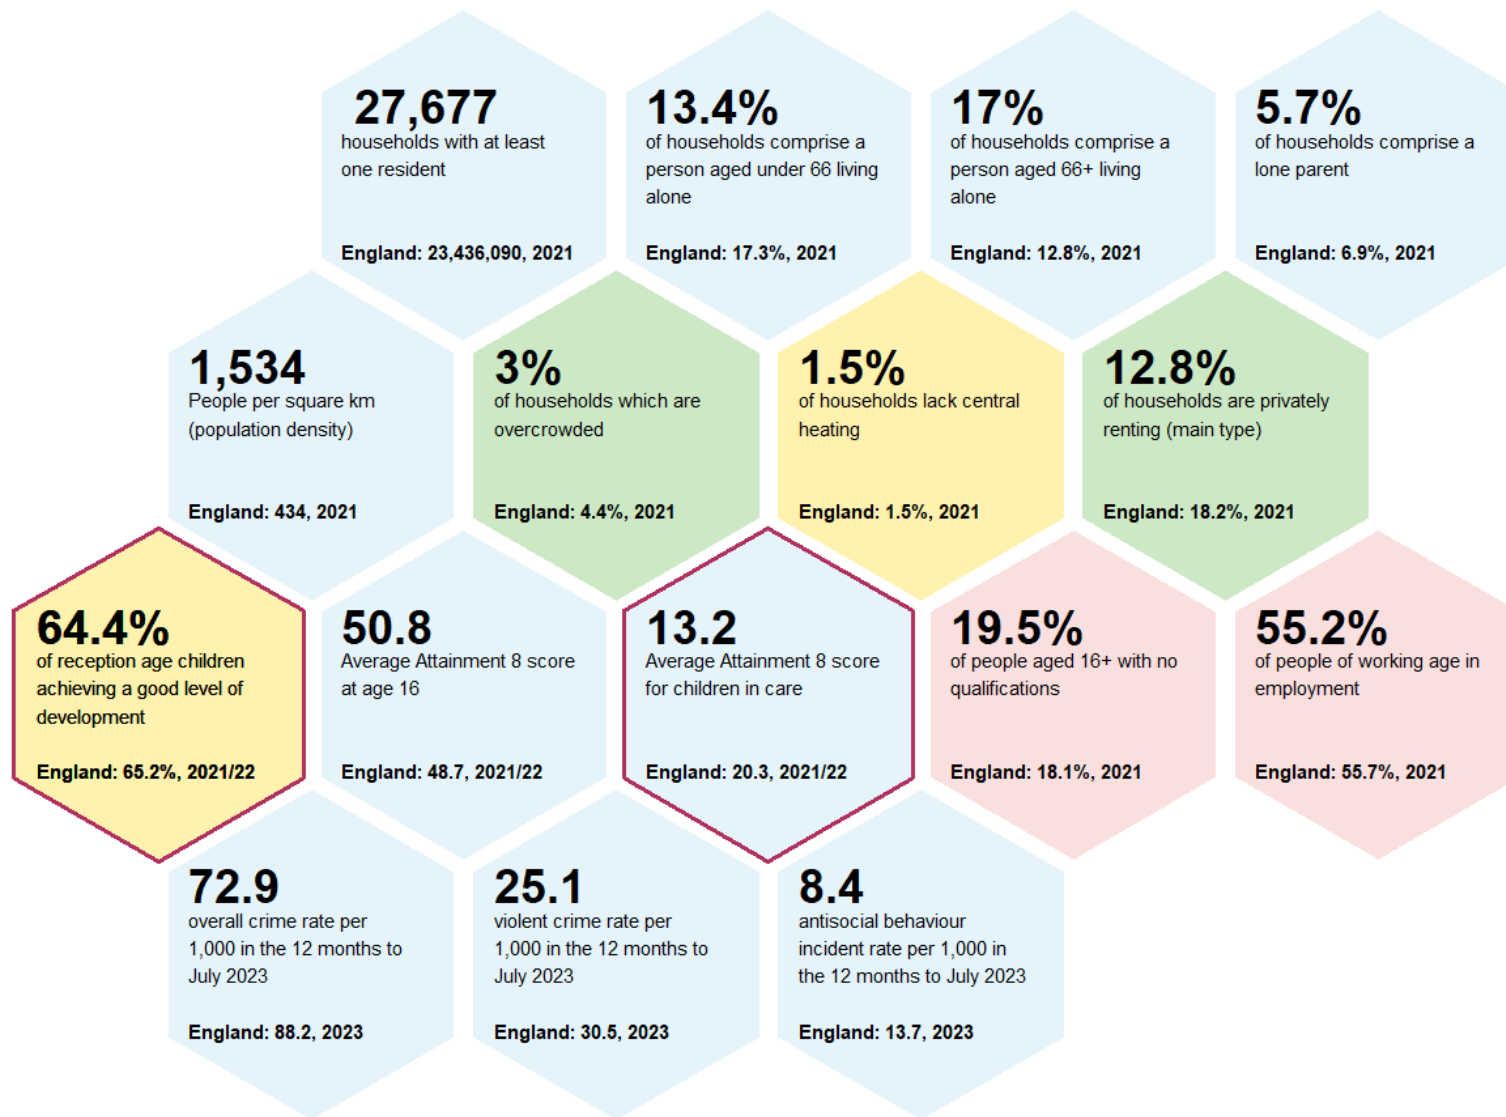 27,677
households with at least
one resident
England: 23,436,090, 2021
13.4%
of households comprise a
person aged under 66 living
alone
England: 17.3%, 2021
17%
of households comprise a
person aged 66+ living
alone
England: 12.8%, 2021
5.7%
of households comprise a
lone parent
England: 6.9%, 2021
1,534
People per square km
(population density)
England: 434, 2021
3%
of households which are
overcrowded
England: 4.4%, 2021
1.5%
of households lack central
heating
England: 1.5%, 2021
12.8%
of households are privately
renting (main type)
England: 18.2%, 2021
64.4%
of reception age children
achieving a good level of
development
England: 65.2%, 2021/22
50.8
Average Attainment 8 score
at age 16
England: 48.7, 2021/22
13.2
Average Attainment 8 score
for children in care
England: 20.3, 2021/22
19.5%
of people aged 16+ with no
qualifications
England: 18.1%, 2021
55.2%
of people of working age in
employment
England: 55.7%, 2021
72.9
overall crime rate per
1,000 in the 12 months to
July 2023
England: 88.2, 2023
25.1
violent crime rate per
1,000 in the 12 months to
July 2023
England: 30.5, 2023
8.4
antisocial behaviour
incident rate per 1,000 in
the 12 months to July 2023
England: 13.7, 2023